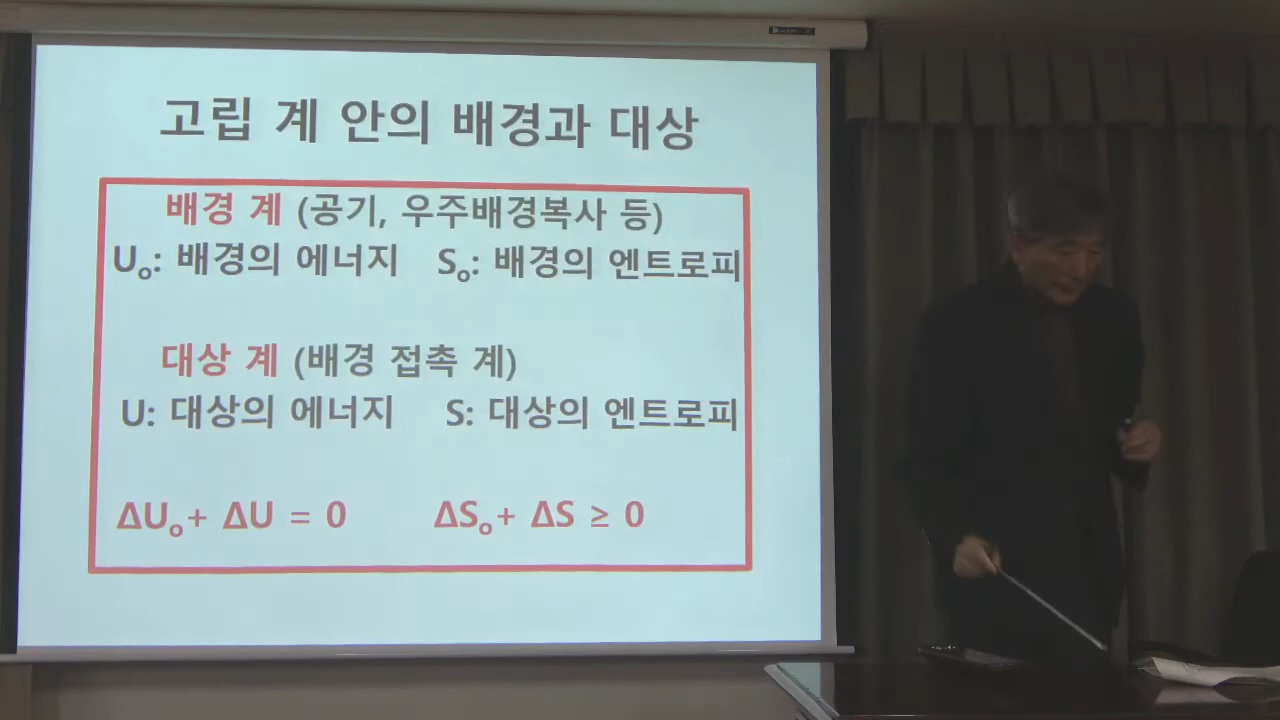 고립 계 안의 배경과 대상
배경 계 (공기, 우주배경복사 등)
Uₒ: 배경의 에너지 Sₒ: 배경의 엔트로피
대상 계 (배경 접촉 계)
U: 대상의 에너지 S: 대상의 엔트로피
ΔUₒ+ ΔU = 0 ΔSₒ+ ΔS ≥ 0